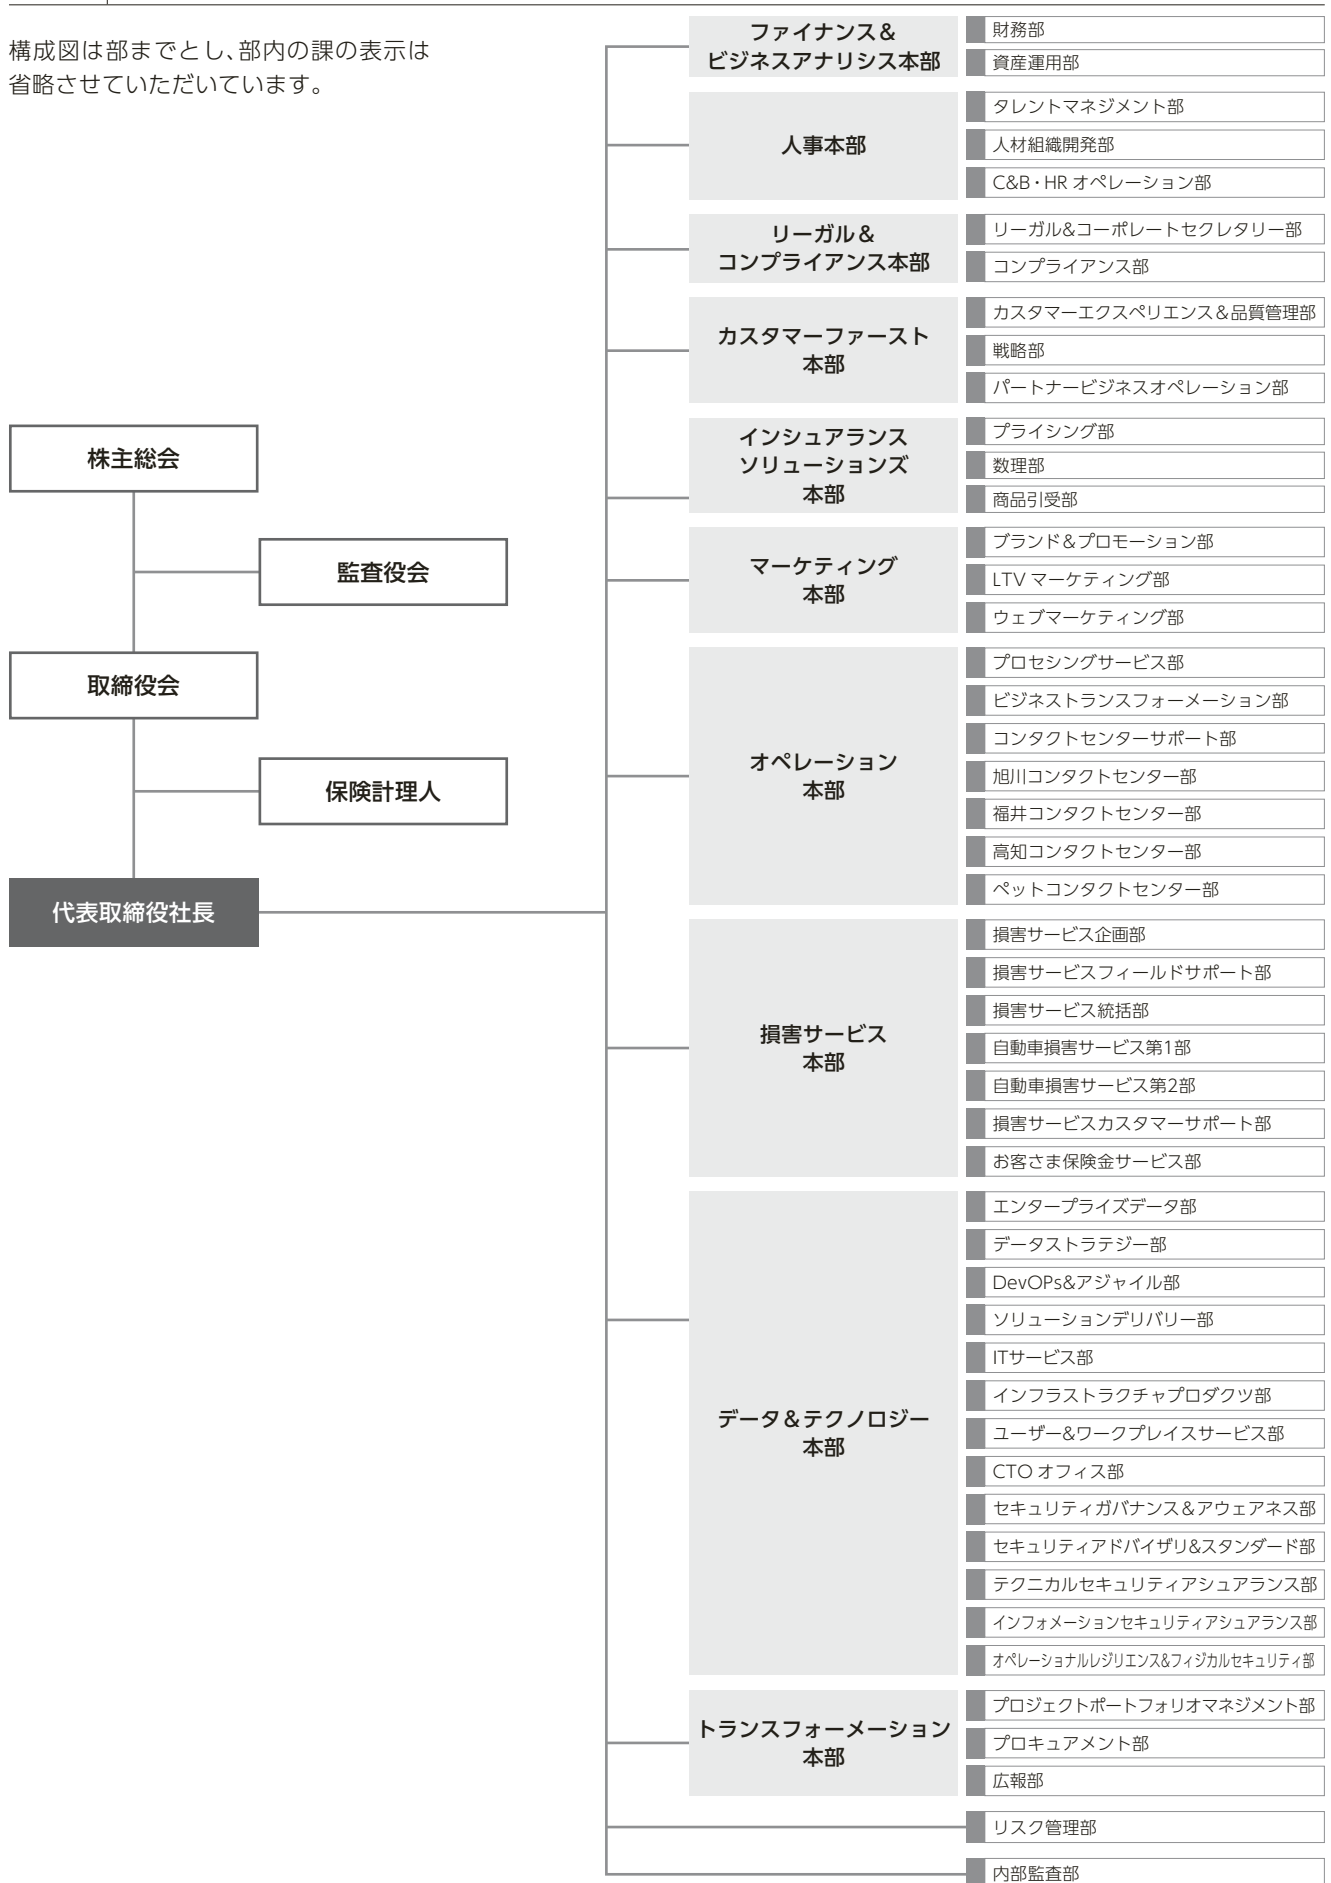 構成図は部までとし、部内の課の表示は
省略させていただいています。
株主総会
監査役会
取締役会
保険計理人
代表取締役社長
ファイナンス＆
ビジネスアナリシス本部
財務部
資産運用部
人事本部
タレントマネジメント部
人材組織開発部
C&B・HR オペレーション部
リーガル＆
コンプライアンス本部
リーガル&コーポレートセクレタリー部
コンプライアンス部
カスタマーファースト
本部
カスタマーエクスペリエンス＆品質管理部
戦略部
パートナービジネスオペレーション部
インシュアランス
ソリューションズ
本部
プライシング部
数理部
商品引受部
マーケティング
本部
ブランド＆プロモーション部
LTV マーケティング部
ウェブマーケティング部
オペレーション
本部
プロセシングサービス部
ビジネストランスフォーメーション部
コンタクトセンターサポート部
旭川コンタクトセンター部
福井コンタクトセンター部
高知コンタクトセンター部
ペットコンタクトセンター部
損害サービス
本部
損害サービス企画部
損害サービスフィールドサポート部
損害サービス統括部
自動車損害サービス第1部
自動車損害サービス第2部
損害サービスカスタマーサポート部
お客さま保険金サービス部
データ＆テクノロジー
本部
エンタープライズデータ部
データストラテジー部
DevOPs&アジャイル部
ソリューションデリバリー部
ITサービス部
インフラストラクチャプロダクツ部
ユーザー&ワークプレイスサービス部
CTO オフィス部
セキュリティガバナンス＆アウェアネス部
セキュリティアドバイザリ&スタンダード部
テクニカルセキュリティアシュアランス部
インフォメーションセキュリティアシュアランス部
オペレーショナルレジリエンス&フィジカルセキュリティ部
トランスフォーメーション
本部
プロジェクトポートフォリオマネジメント部
プロキュアメント部
広報部
リスク管理部
内部監査部